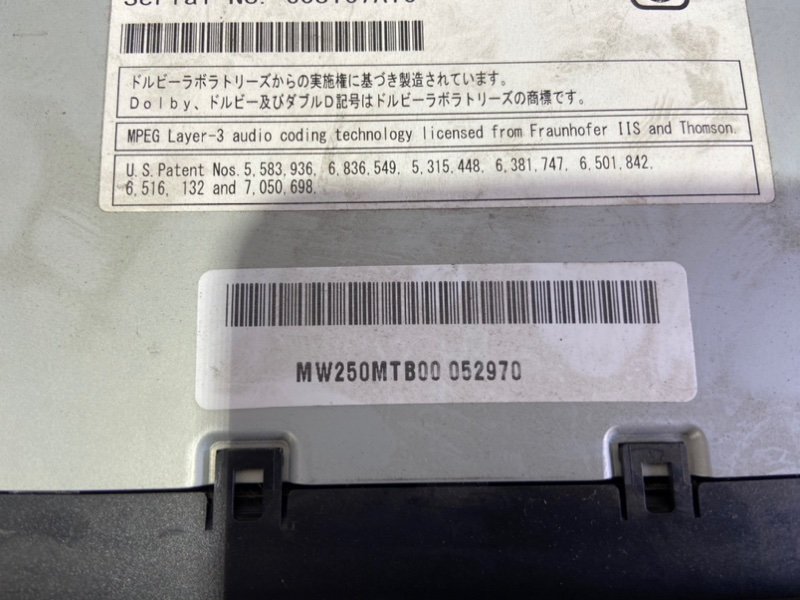 ドルビーラボラトリーズからの実施権に基づき製造されています。
Dolby、ドルビー及びダブルD記号はドルビーラボラトリーズの商標です。
MPEG Layer-3 audio coding technology licensed from Fraunhofer IIS and Thomson.
U.S. Patent Nos. 5,583,936, 6,836,549, 5,315,448, 6,381,747, 6,501,842,
6,516, 132 and 7,050,698.
MW250MTB00 052970